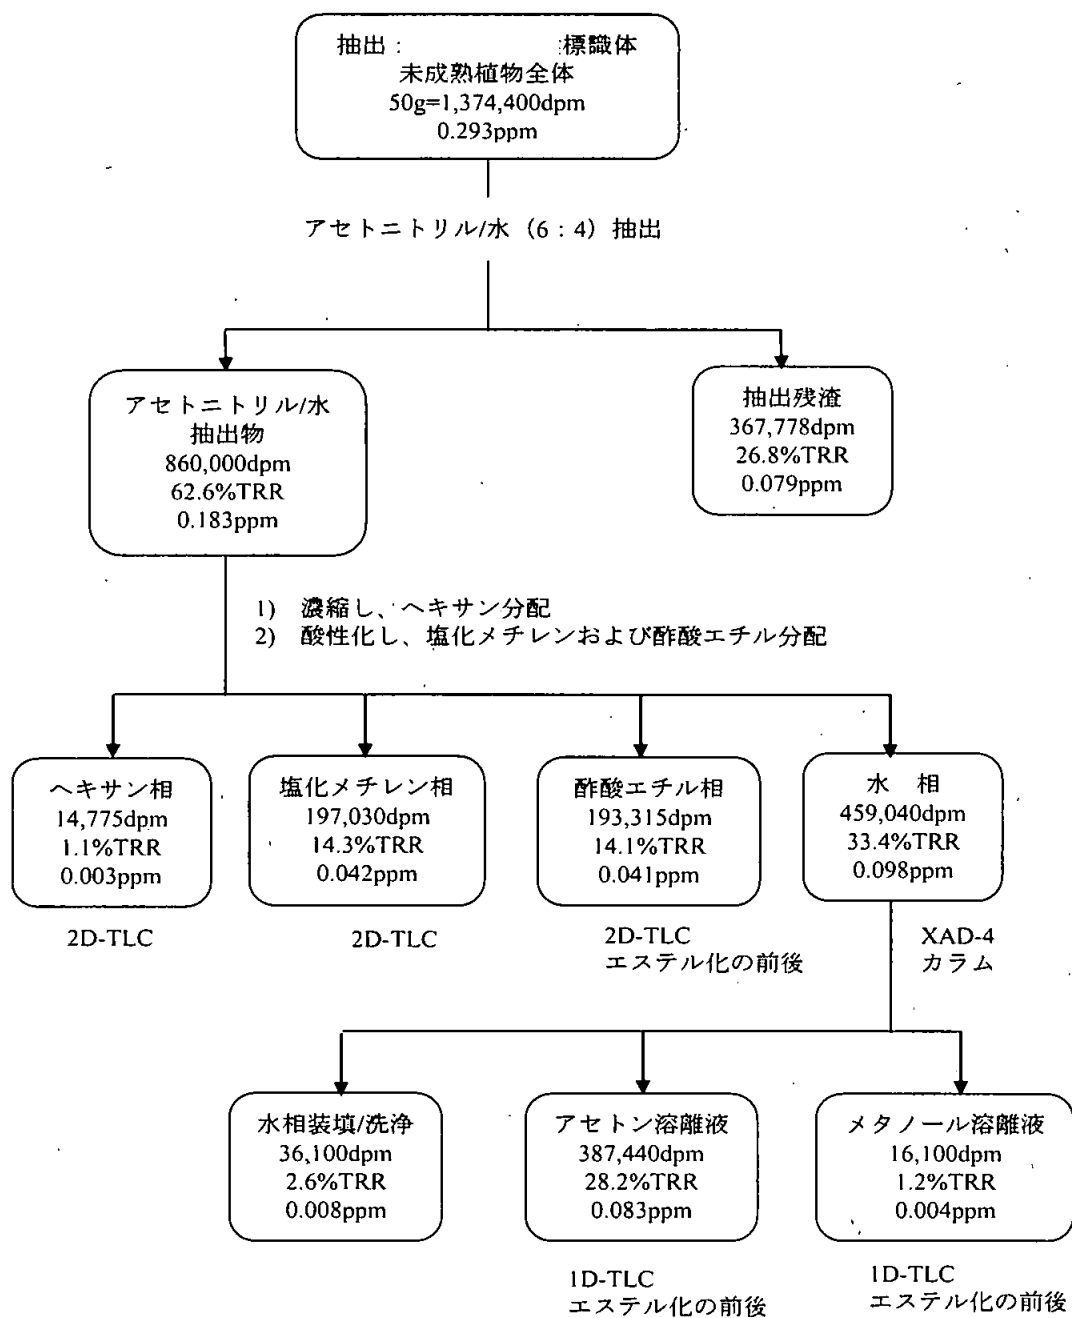 抽出： 標識体
未成熟植物全体
50g=1,374,400dpm
0.293ppm
アセトニトリル/水（6：4）抽出
アセトニトリル/水
抽出物
860,000dpm
62.6%TRR
0.183ppm
抽出残渣
367,778dpm
26.8%TRR
0.079ppm
1) 濃縮し、ヘキサン分配
2) 酸性化し、塩化メチレンおよび酢酸エチル分配
ヘキサン相
14,775dpm
1.1%TRR
0.003ppm
2D-TLC
塩化メチレン相
197,030dpm
14.3%TRR
0.042ppm
2D-TLC
酢酸エチル相
193,315dpm
14.1%TRR
0.041ppm
2D-TLC
エステル化の前後
水 相
459,040dpm
33.4%TRR
0.098ppm
XAD-4
カラム
水相装填/洗浄
36,100dpm
2.6%TRR
0.008ppm
アセトン溶離液
387,440dpm
28.2%TRR
0.083ppm
1D-TLC
エステル化の前後
メタノール溶離液
16,100dpm
1.2%TRR
0.004ppm
1D-TLC
エステル化の前後